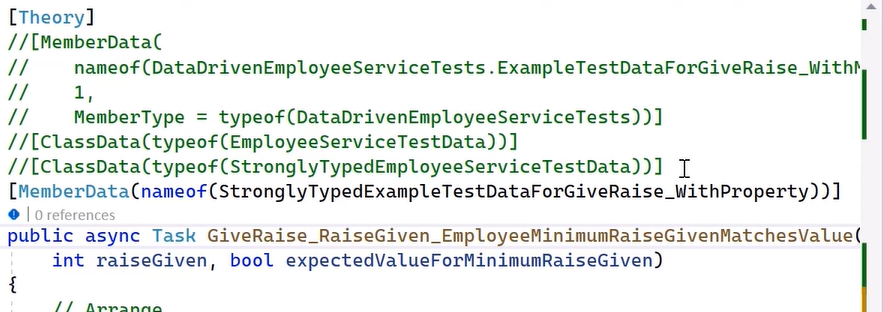 [Theory]
//[MemberData(
//    nameof(DataDrivenEmployeeServiceTests.ExampleTestDataForGiveRaise_With
//    1,
//    MemberType = typeof(DataDrivenEmployeeServiceTests))]
//[ClassData(typeof(EmployeeServiceTestData))]
//[ClassData(typeof(StronglyTypedEmployeeServiceTestData))]
[MemberData(nameof(StronglyTypedExampleTestDataForGiveRaise_WithProperty))]
0 references
public async Task GiveRaise_RaiseGiven_EmployeeMinimumRaiseGivenMatchesValue(
    int raiseGiven, bool expectedValueForMinimumRaiseGiven)
{
    // Arrange